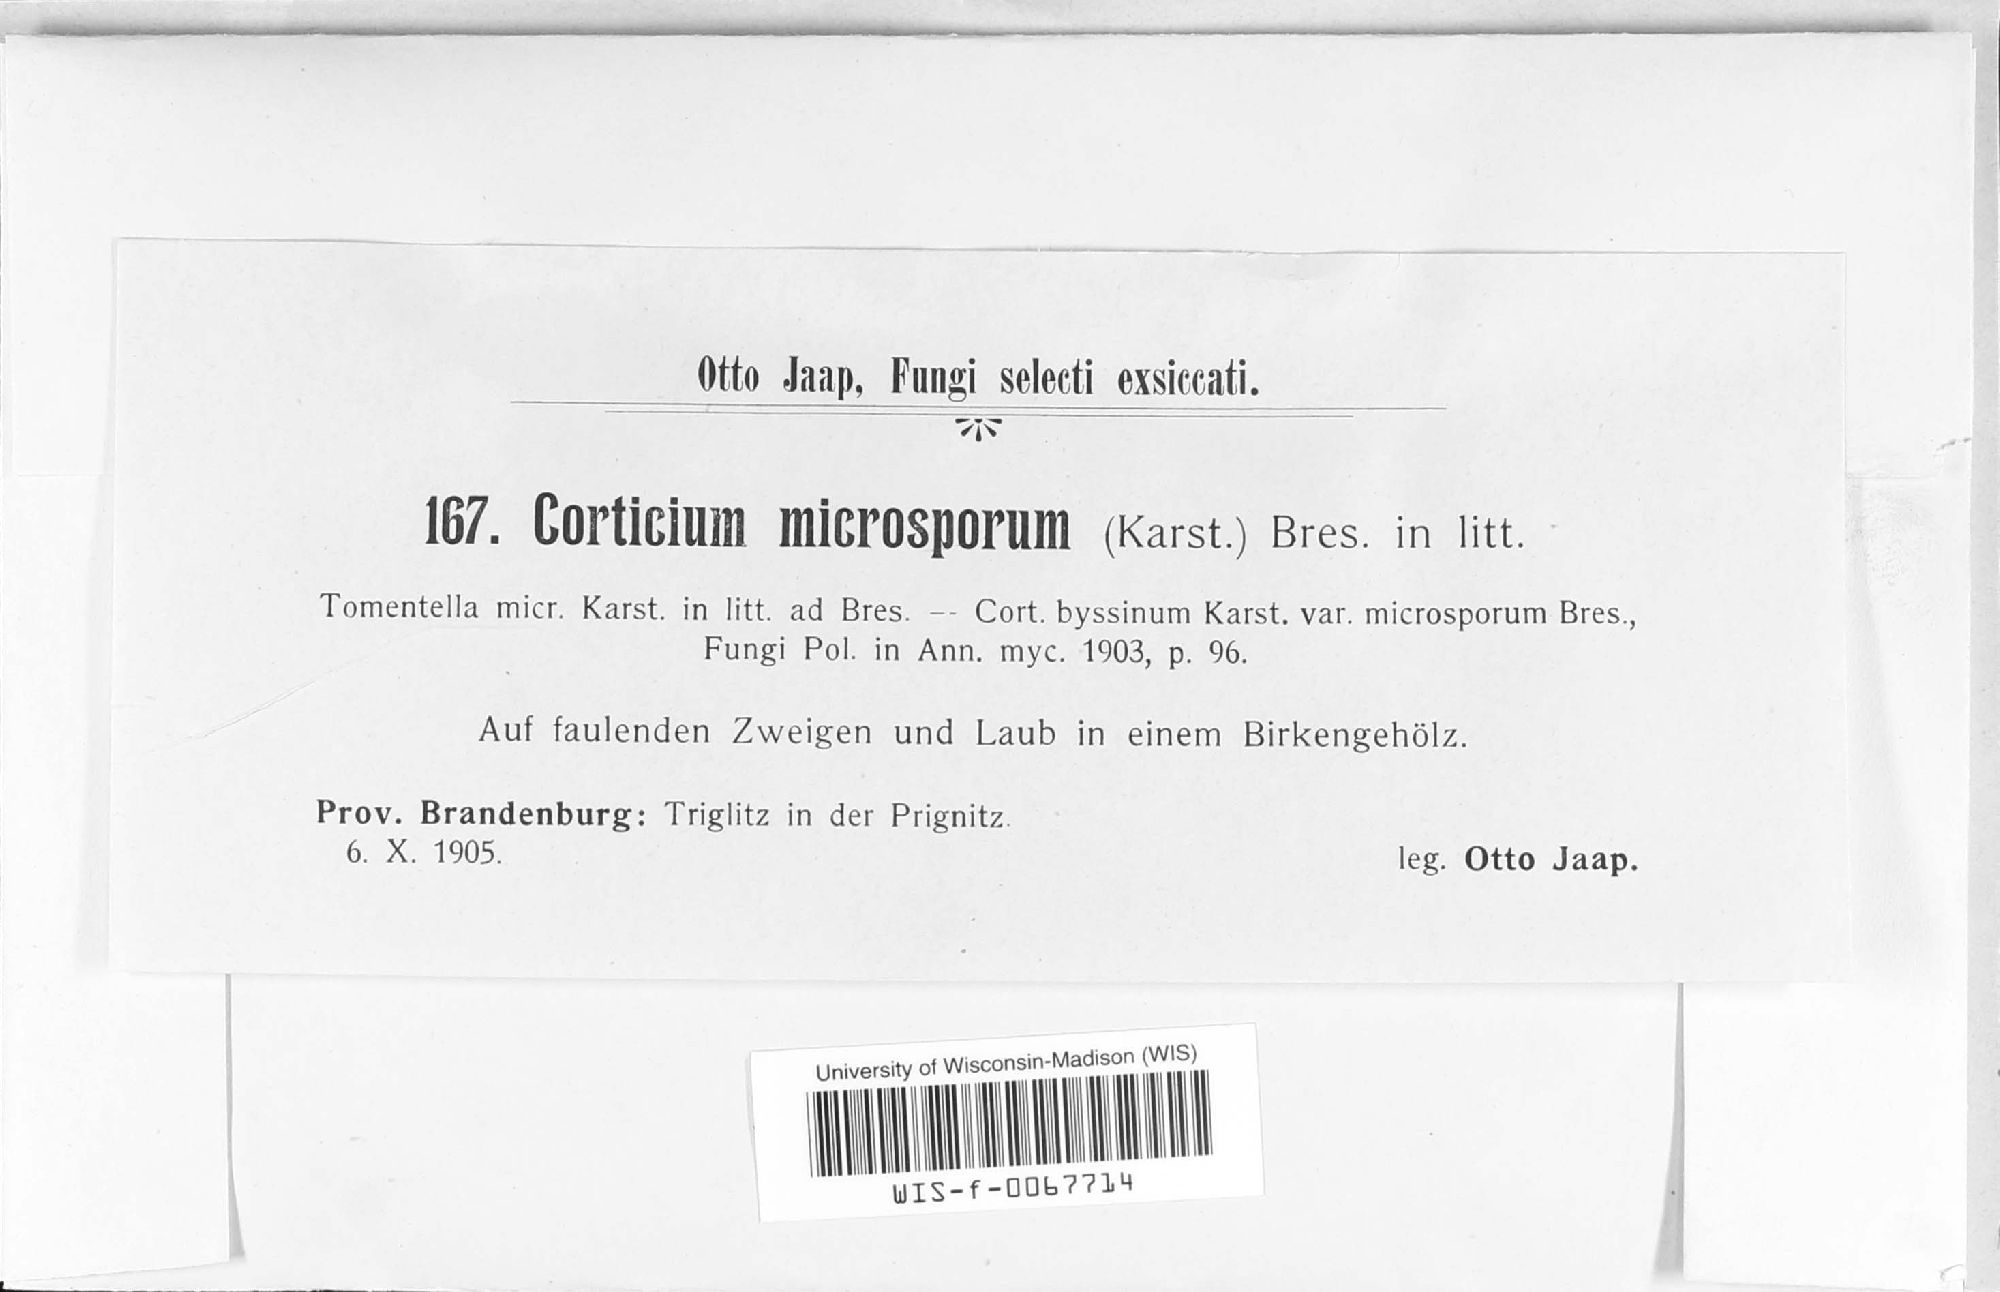 Otto Jaap, Fungi selecti exsiccati.
167. Corticium microsporum (Karst.) Bres. in litt.
Tomentella micr. Karst. in litt. ad Bres. -- Cort. byssinum Karst. var. microsporum Bres.,
Fungi Pol. in Ann. myc. 1903, p. 96.
Auf faulenden Zweigen und Laub in einem Birkengehölz.
Prov. Brandenburg: Triglitz in der Prignitz.
6. X. 1905.
leg. Otto Jaap.
University of Wisconsin-Madison (WIS)
WIS-f-0067714